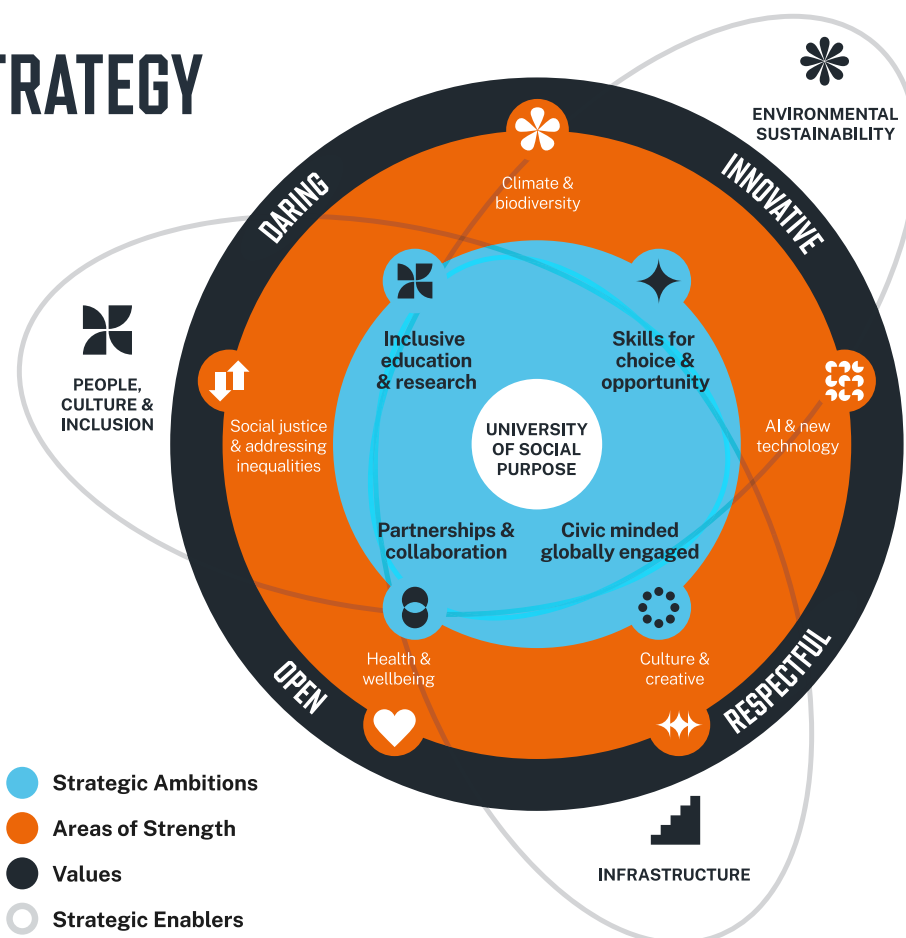 TRATEGY
ENVIRONMENTAL
SUSTAINABILITY
DARING
INNOVATIVE
Climate &
biodiversity
Inclusive
education
& research
Skills for
choice &
opportunity
PEOPLE,
CULTURE &
INCLUSION
Social justice
& addressing
inequalities
UNIVERSITY
OF SOCIAL
PURPOSE
AI & new
technology
Partnerships &
collaboration
Civic minded
globally engaged
Health &
wellbeing
Culture &
creative
OPEN
RESPECTFUL
INFRASTRUCTURE
Strategic Ambitions
Areas of Strength
Values
Strategic Enablers